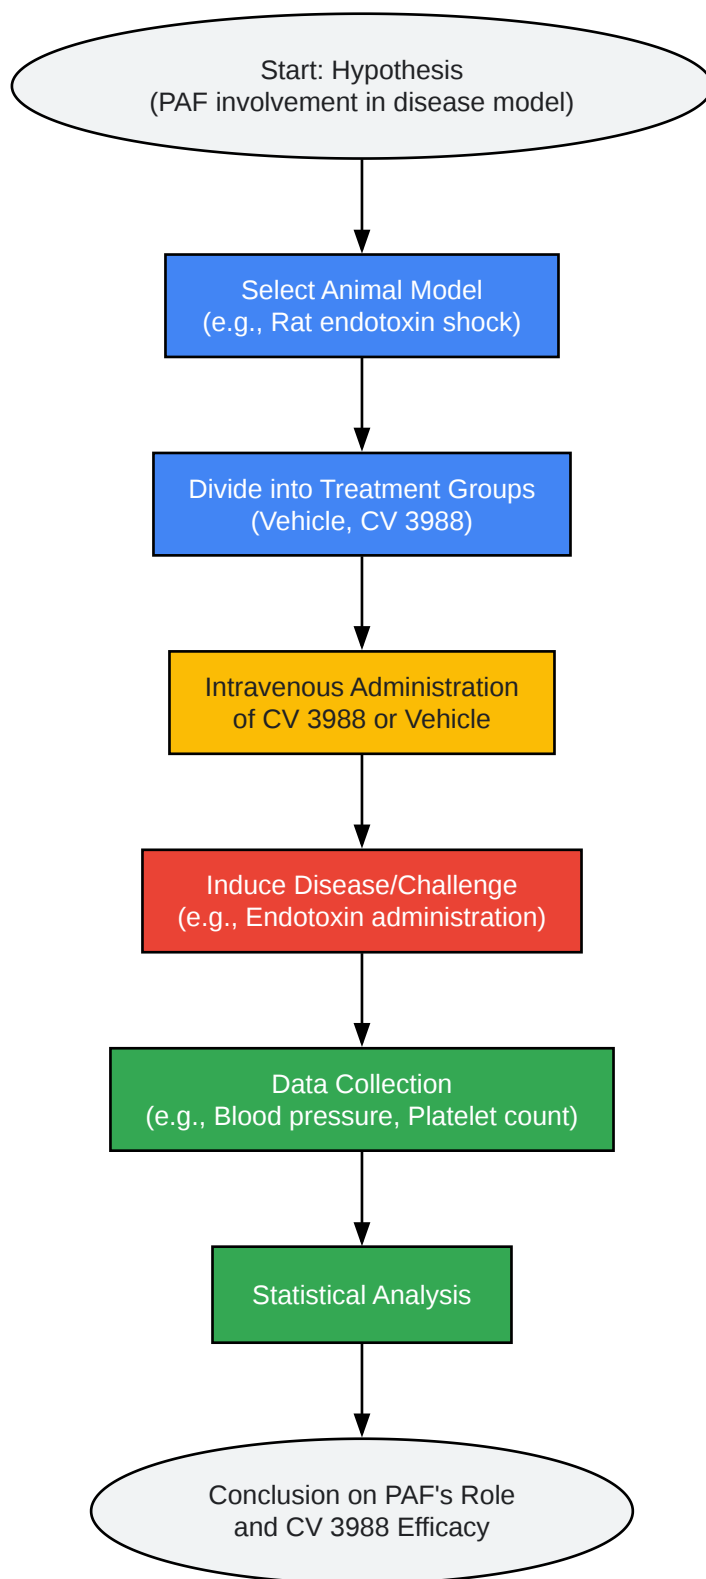 Start: Hypothesis
(PAF involvement in disease model)
Select Animal Model
(e.g., Rat endotoxin shock)
Divide into Treatment Groups
(Vehicle, CV 3988)
Intravenous Administration
of CV 3988 or Vehicle
Induce Disease/Challenge
(e.g., Endotoxin administration)
Data Collection
(e.g., Blood pressure, Platelet count)
Statistical Analysis
Conclusion on PAF's Role
and CV 3988 Efficacy